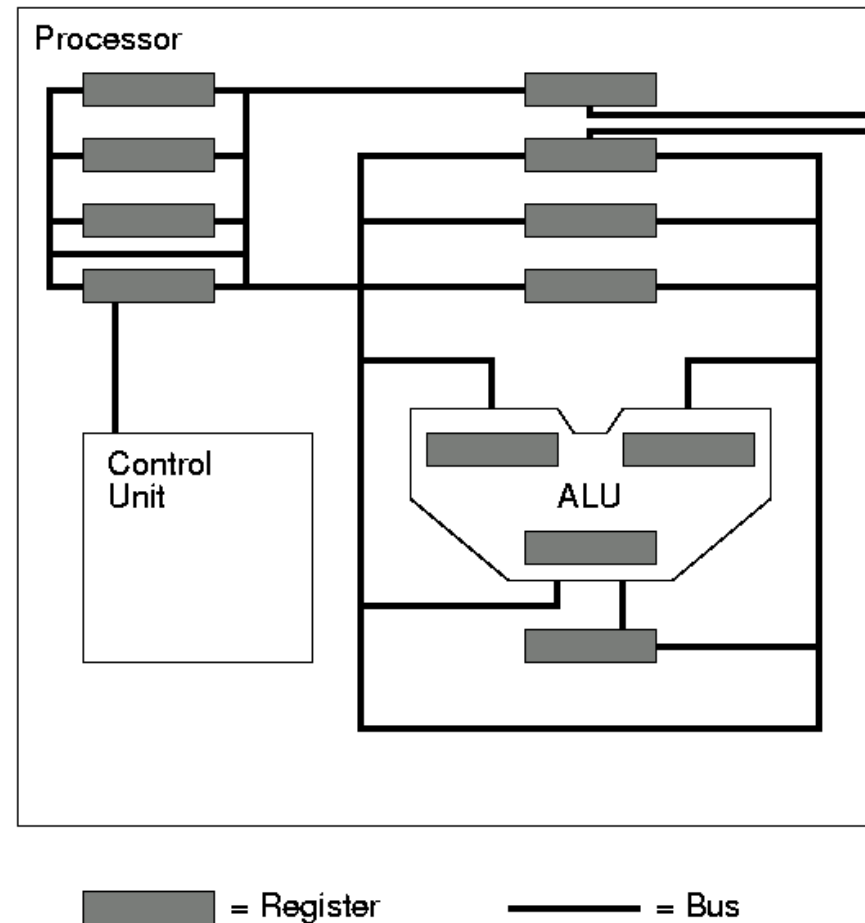 Processor
Control
Unit
ALU
= Register
= Bus